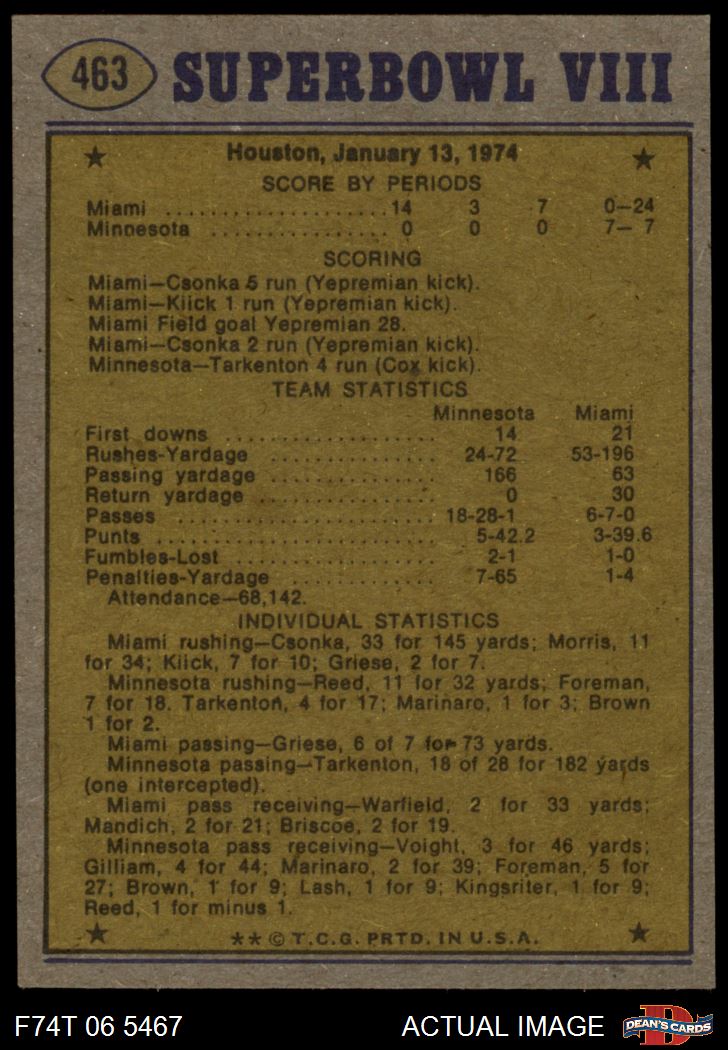 463 SUPERBOWL VIII
Houston, January 13, 1974
SCORE BY PERIODS
Miami ..................... 14 3 7 0—24
Minnesota ................ 0 0 0 7— 7
SCORING
Miami—Csonka 5 run (Yepremian kick).
Miami—Kiick 1 run (Yepremian kick).
Miami Field goal Yepremian 28.
Miami—Csonka 2 run (Yepremian kick).
Minnesota—Tarkenton 4 run (Cox kick).
TEAM STATISTICS
Minnesota Miami
First downs .................... 14 21
Rushes-Yardage ................ 24-72 53-196
Passing yardage ............... 166 63
Return yardage ................ 0 30
Passes ........................ 18-28-1 6-7-0
Punts .......................... 5-42.2 3-39.6
Fumbles-Lost ................... 2-1 1-0
Penalties-Yardage ............. 7-65 1-4
Attendance—68,142.
INDIVIDUAL STATISTICS
Miami rushing—Csonka, 33 for 145 yards; Morris, 11
for 34; Kiick, 7 for 10; Griese, 2 for 7.
Minnesota rushing—Reed, 11 for 32 yards; Foreman,
7 for 18. Tarkenton, 4 for 17; Marinaro, 1 for 3; Brown
1 for 2.
Miami passing—Griese, 6 of 7 for 73 yards.
Minnesota passing—Tarkenton, 18 of 28 for 182 yards
(one intercepted).
Miami pass receiving—Warfield, 2 for 33 yards;
Mandich, 2 for 21; Briscoe, 2 for 19.
Minnesota pass receiving—Voight, 3 for 46 yards;
Gilliam, 4 for 44; Marinaro, 2 for 39; Foreman, 5 for
27; Brown, 1 for 9; Lash, 1 for 9; Kingsriter, 1 for 9;
Reed, 1 for minus 1.
** © T.C.G. PRTD. IN U.S.A.
F74T 06 5467 ACTUAL IMAGE D DEAN'S CARDS